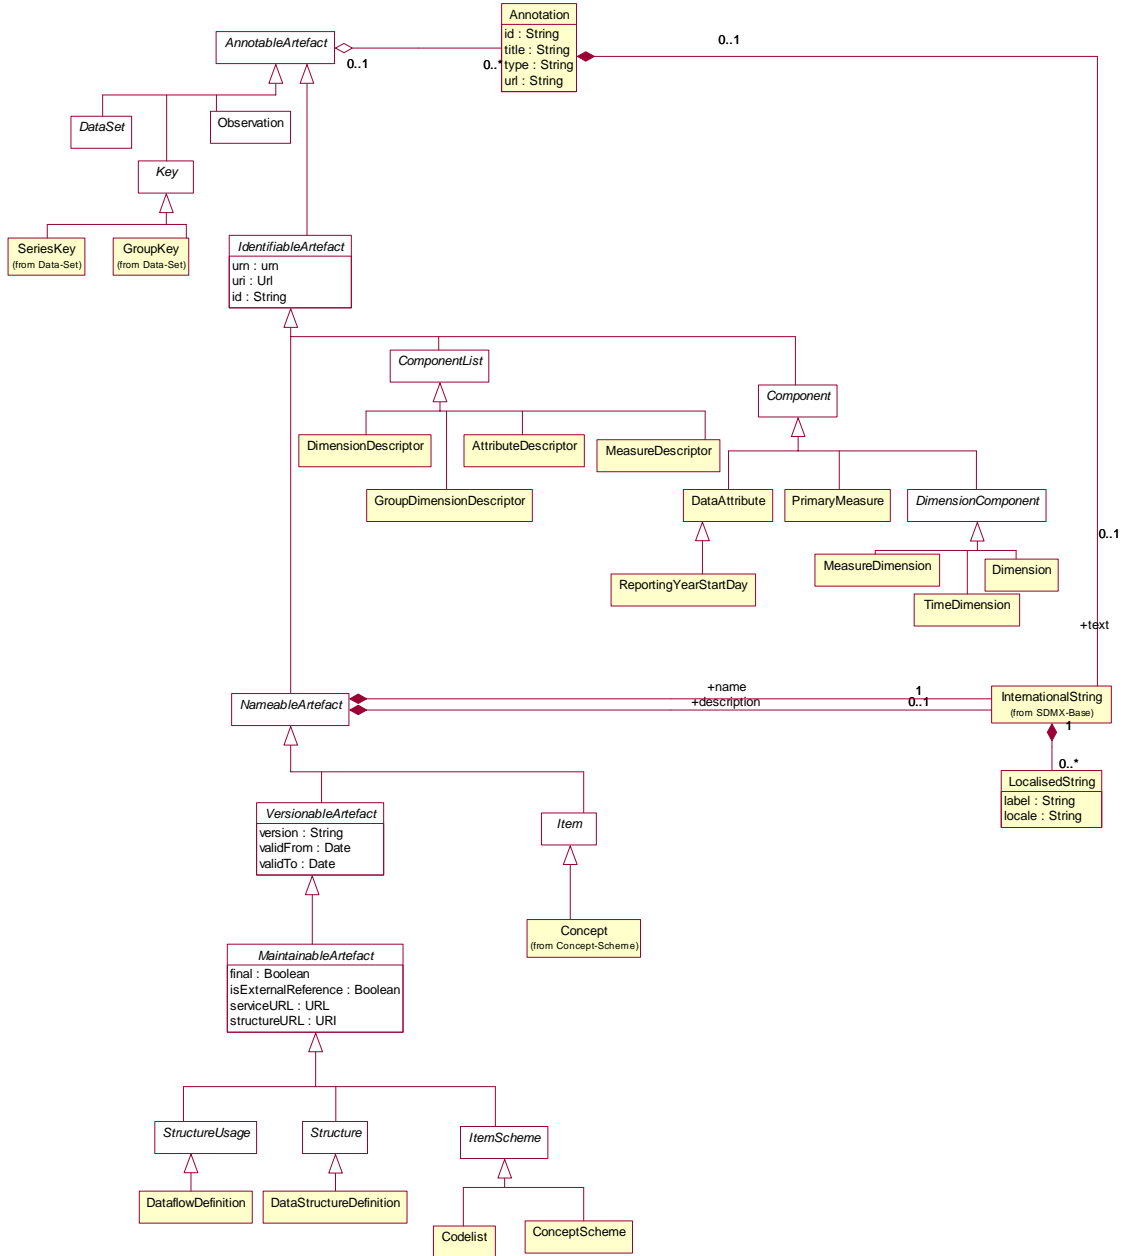 Annotation
id : String
title : String
type : String
url : String
AnnotableArtefact
0..1
0..*
0..1
DataSet
Observation
Key
SeriesKey
(from Data-Set)
GroupKey
(from Data-Set)
IdentifiableArtefact
urn : urn
uri : Url
id : String
ComponentList
Component
DimensionDescriptor
AttributeDescriptor
MeasureDescriptor
GroupDimensionDescriptor
DataAttribute
PrimaryMeasure
DimensionComponent
0..1
MeasureDimension
Dimension
ReportingYearStartDay
TimeDimension
+text
NameableArtefact
+name
1
+description
0..1
InternationalString
(from SDMX-Base)
1
0..*
LocalisedString
label : String
locale : String
VersionableArtefact
version : String
validFrom : Date
validTo : Date
Item
Concept
(from Concept-Scheme)
MaintainableArtefact
final : Boolean
isExternalReference : Boolean
serviceURL : URL
structureURL : URI
StructureUsage
Structure
ItemScheme
DataflowDefinition
DataStructureDefinition
Codelist
ConceptScheme